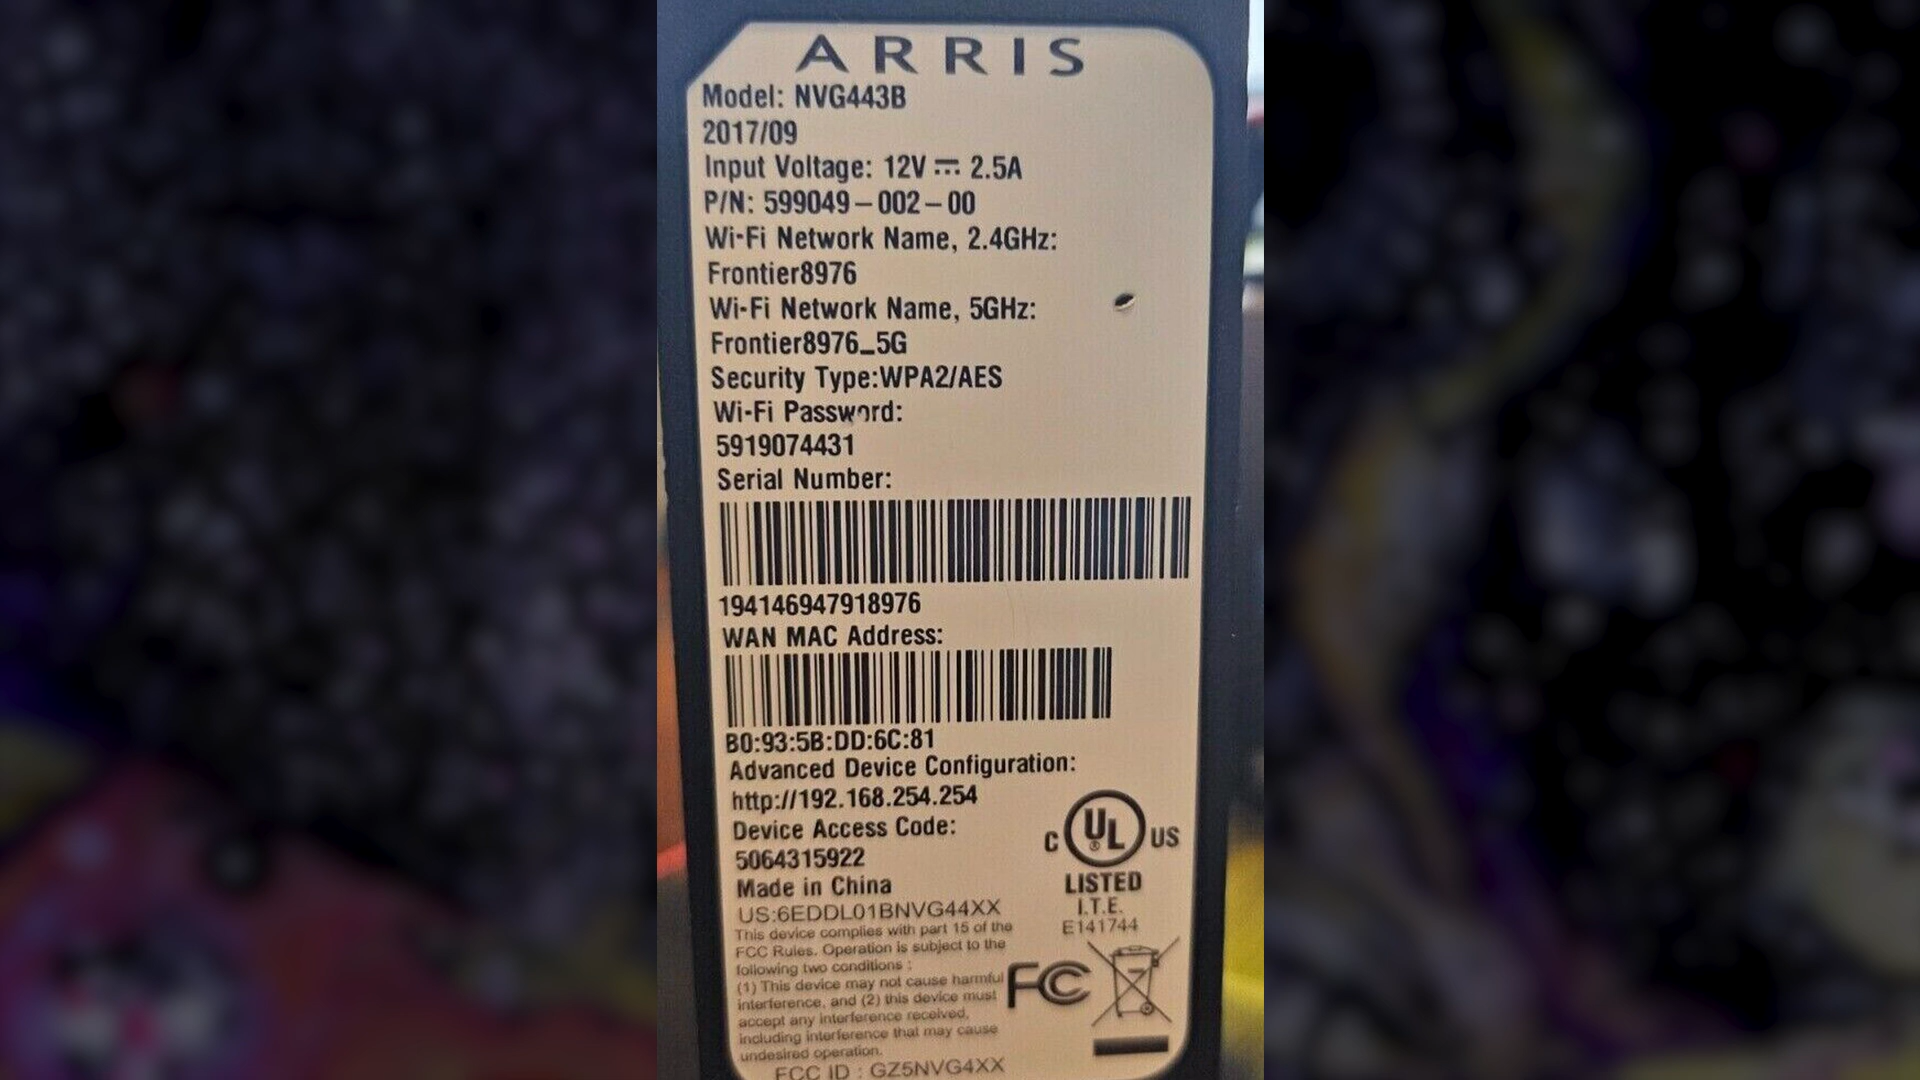 ARRIS
Model: NVG443B
2017/09
Input Voltage: 12V ⎓ 2.5A
P/N: 599049-002-00
Wi-Fi Network Name, 2.4GHz:
Frontier8976
Wi-Fi Network Name, 5GHz:
Frontier8976_5G
Security Type:WPA2/AES
Wi-Fi Password:
5919074431
Serial Number:
194146947918976
WAN MAC Address:
B0:93:5B:DD:6C:81
Advanced Device Configuration:
http://192.168.254.254
Device Access Code:
5064315922
Made in China
US:6EDDL01BNVG44XX
This device complies with part 15 of the
FCC Rules. Operation is subject to the
following two conditions :
(1) This device may not cause harmful
interference, and (2) this device must
accept any interference received,
including interference that may cause
undesired operation.
FCC ID : GZ5NVG4XX
C UL® US
LISTED
I.T.E.
E141744
FC